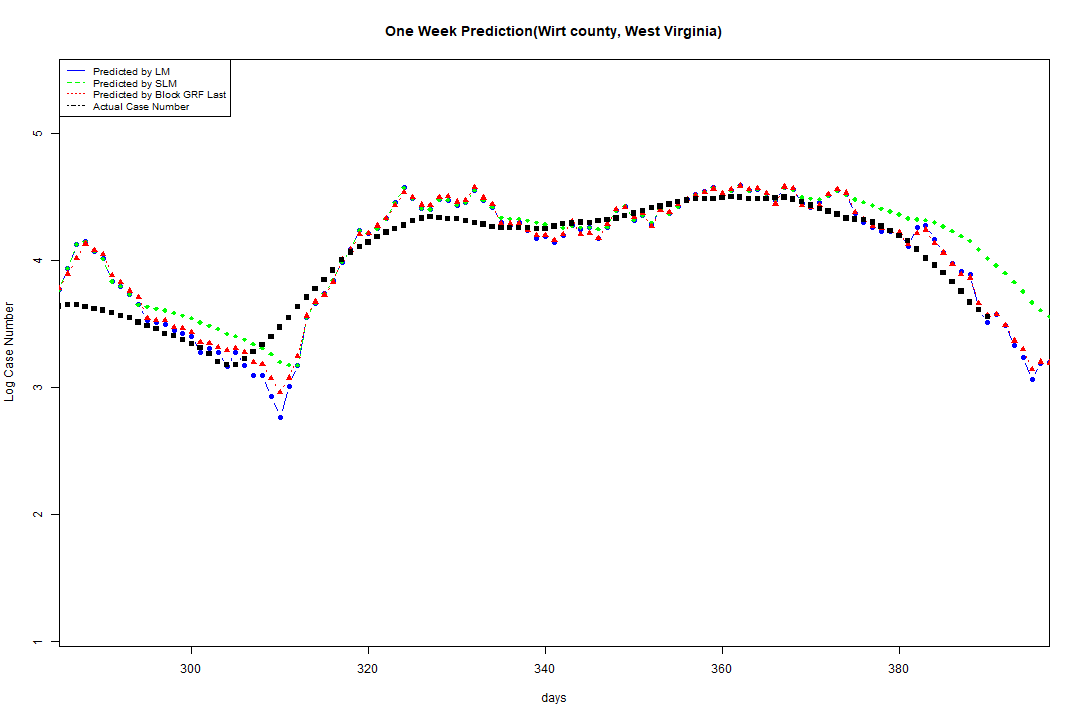 One Week Prediction(Wirt county, West Virginia)
Predicted by LM
Predicted by SLM
Predicted by Block GRF Last
Actual Case Number
5
4
3
2
1
Log Case Number
300 320 340 360 380
days